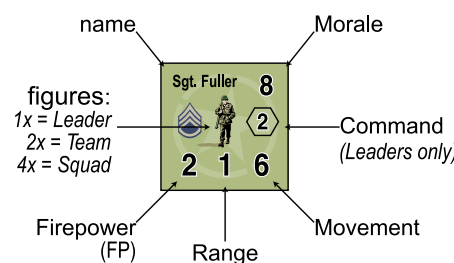 name
Morale
Sgt. Fuller
8
figures:
1x = Leader
2x = Team
4x = Squad
2
Command
(Leaders only)
2 1 6
Firepower
(FP)
Range
Movement